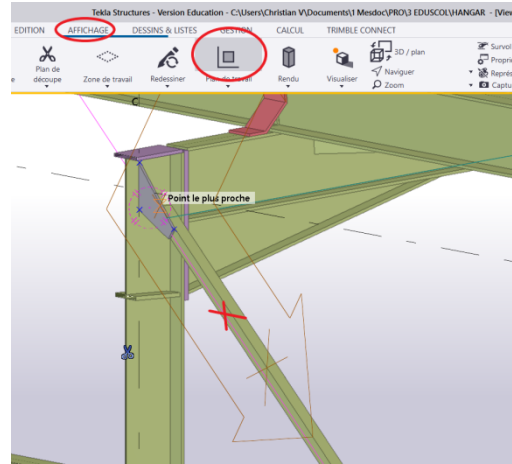 Tekla Structures - Version Education - C:\Users\Christian V\Documents\1 Mesdoc\PRO\3 EDUSCOL\HANGAR - [View
EDITION AFFICHAGE DESSINS & LISTES GESTION CALCUL TRIMBLE CONNECT
Plan de découpe
Zone de travail
Redessiner
Plan de travail
Rendu
Visualiser
3D / plan
Naviguer
Zoom
Survol
Propri
Représ
Captu
C
Point le plus proche